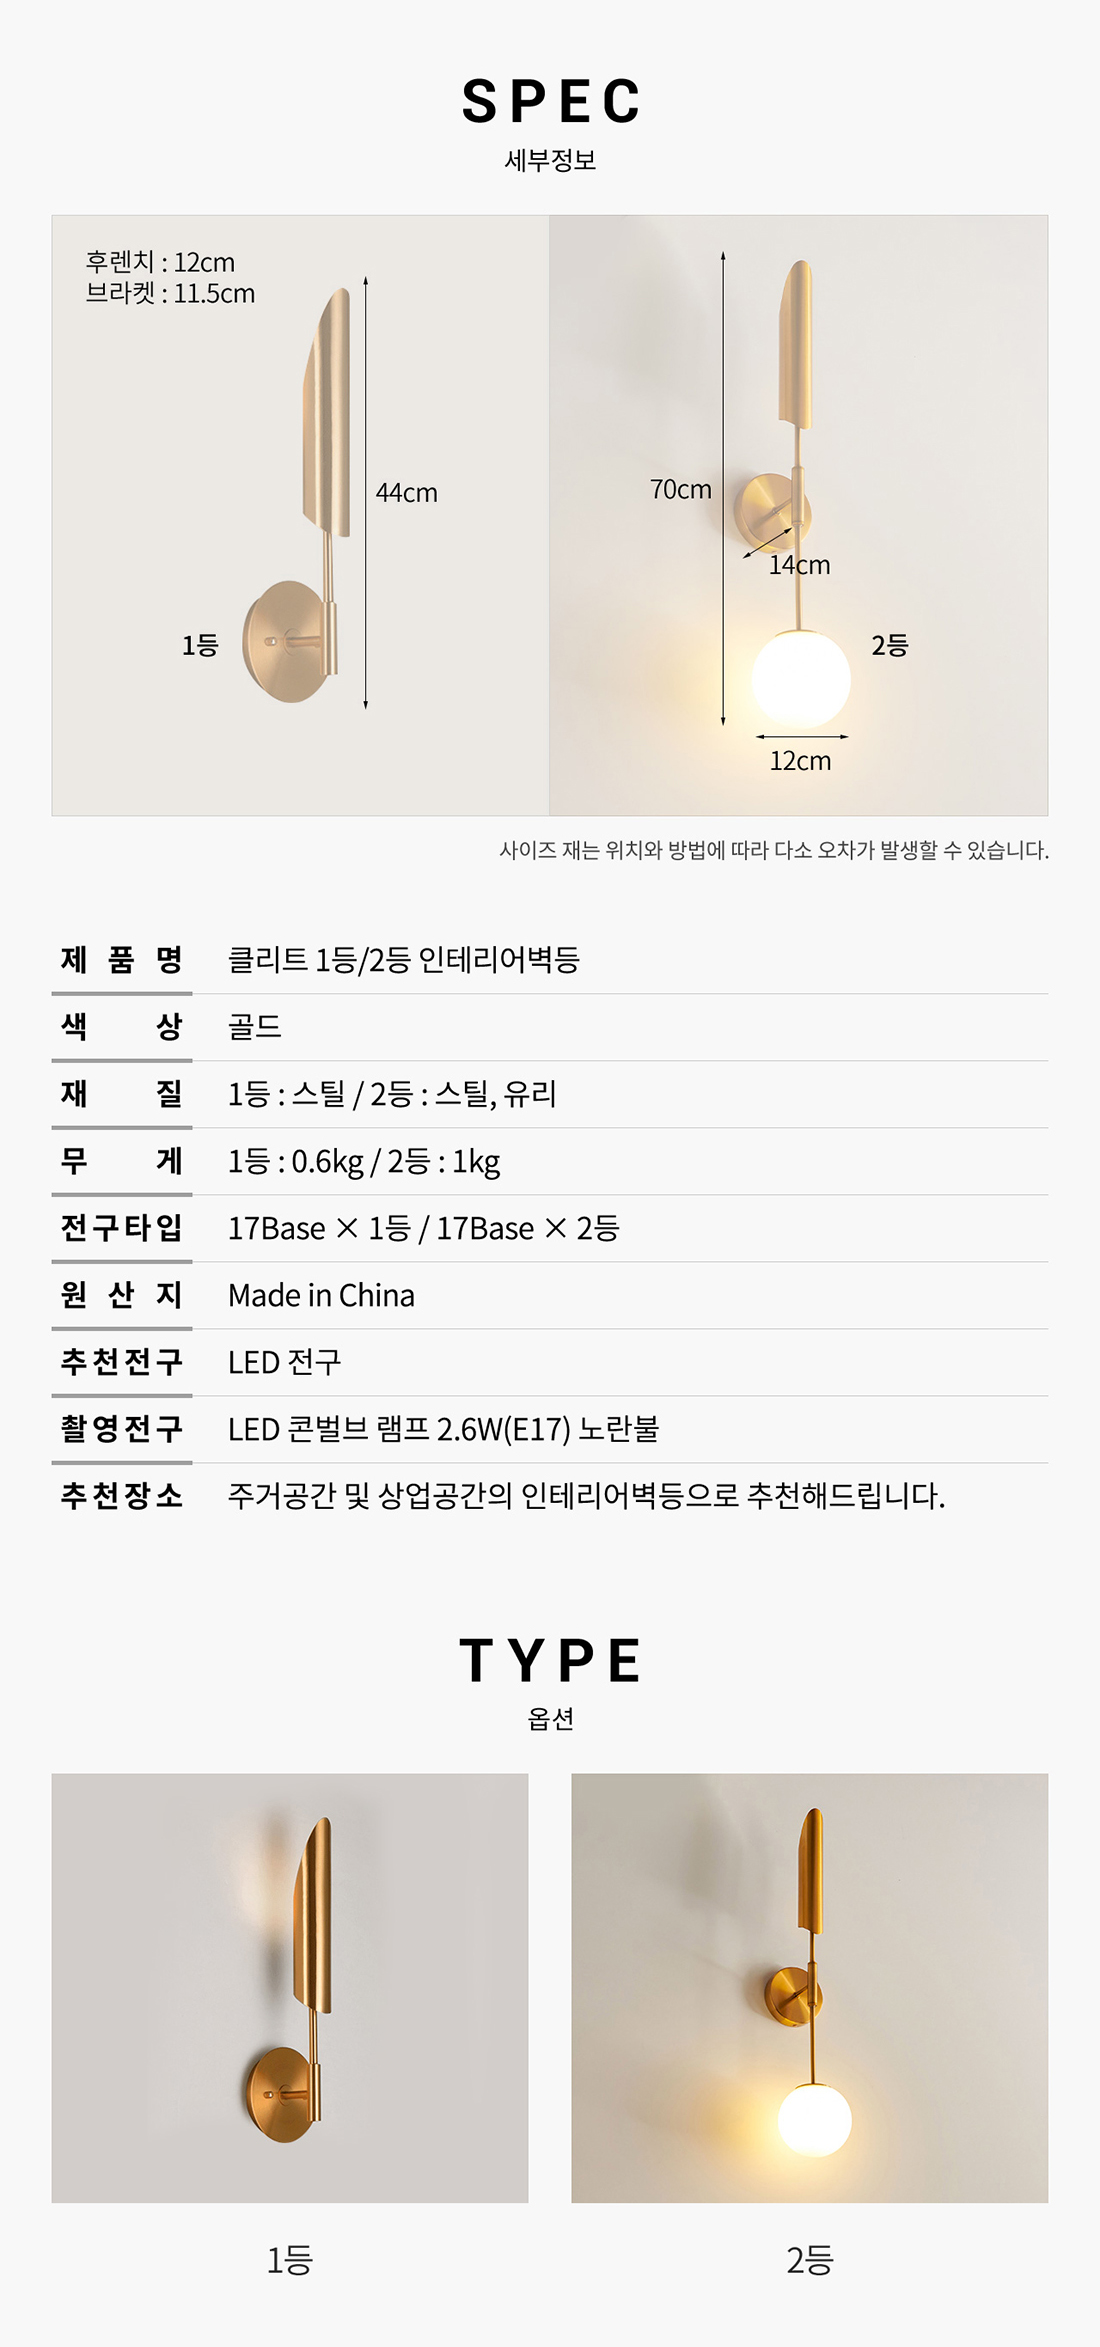 SPEC
세부정보
후렌치 : 12cm
브라켓 : 11.5cm
44cm
1등
70cm
14cm
2등
12cm
사이즈 재는 위치와 방법에 따라 다소 오차가 발생할 수 있습니다.
제품명 클리트 1등/2등 인테리어벽등
색상 골드
재질 1등 : 스틸 / 2등 : 스틸, 유리
무게 1등 : 0.6kg / 2등 : 1kg
전구타입 17Base × 1등 / 17Base × 2등
원산지 Made in China
추천전구 LED 전구
촬영전구 LED 콘벌브 램프 2.6W(E17) 노란불
추천장소 주거공간 및 상업공간의 인테리어벽등으로 추천해드립니다.
TYPE
옵션
1등
2등